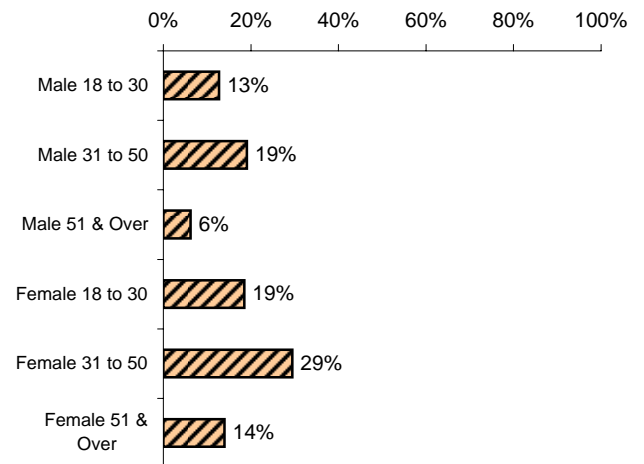 0% 20% 40% 60% 80% 100%
Male 18 to 30 13%
Male 31 to 50 19%
Male 51 & Over 6%
Female 18 to 30 19%
Female 31 to 50 29%
Female 51 &
Over 14%